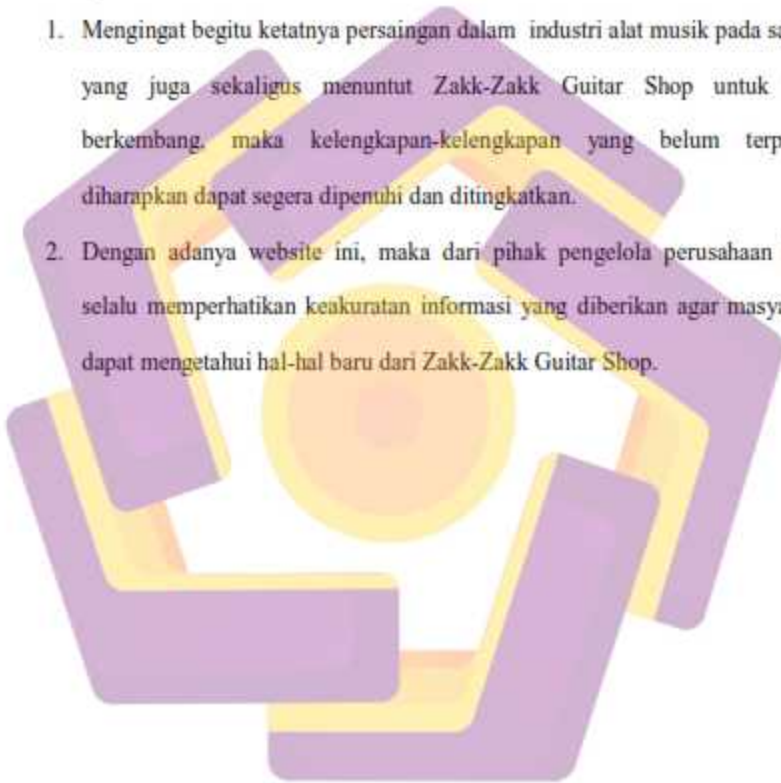 1. Mengingat begitu ketatnya persaingan dalam industri alat musik pada
yang juga sekaligus menuntut Zakk-Zakk Guitar Shop untuk
berkembang, maka kelengkapan-kelengkapan yang belum
diharapkan dapat segera dipenuhi dan ditingkatkan.
2. Dengan adanya website ini, maka dari pihak pengelola perusahaan
selalu memperhatikan keakuratan informasi yang diberikan agar
dapat mengetahui hal-hal baru dari Zakk-Zakk Guitar Shop.